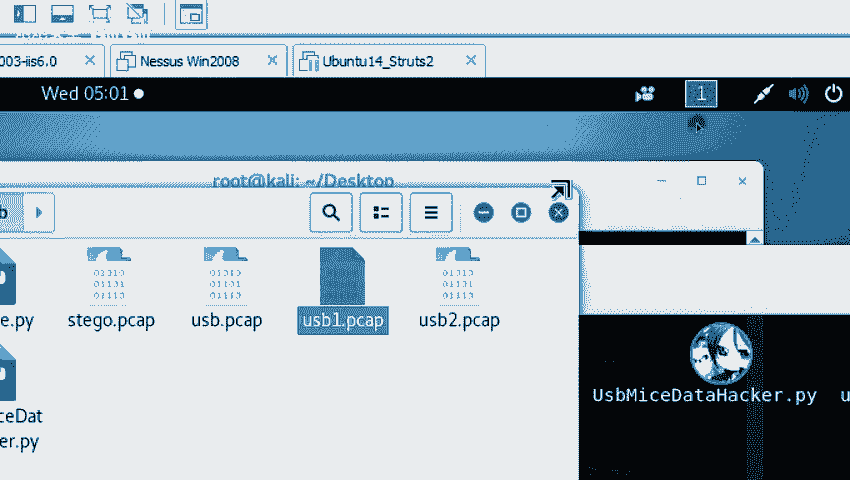 003-iis6.0
Nessus Win2008
Ubuntu14_Struts2
Wed 05:01
1
root@kali: ~/Desktop
b
e.py
stego.pcap
usb.pcap
usb1.pcap
usb2.pcap
UsbMiceDataHacker.py
u
ceDat
er.py